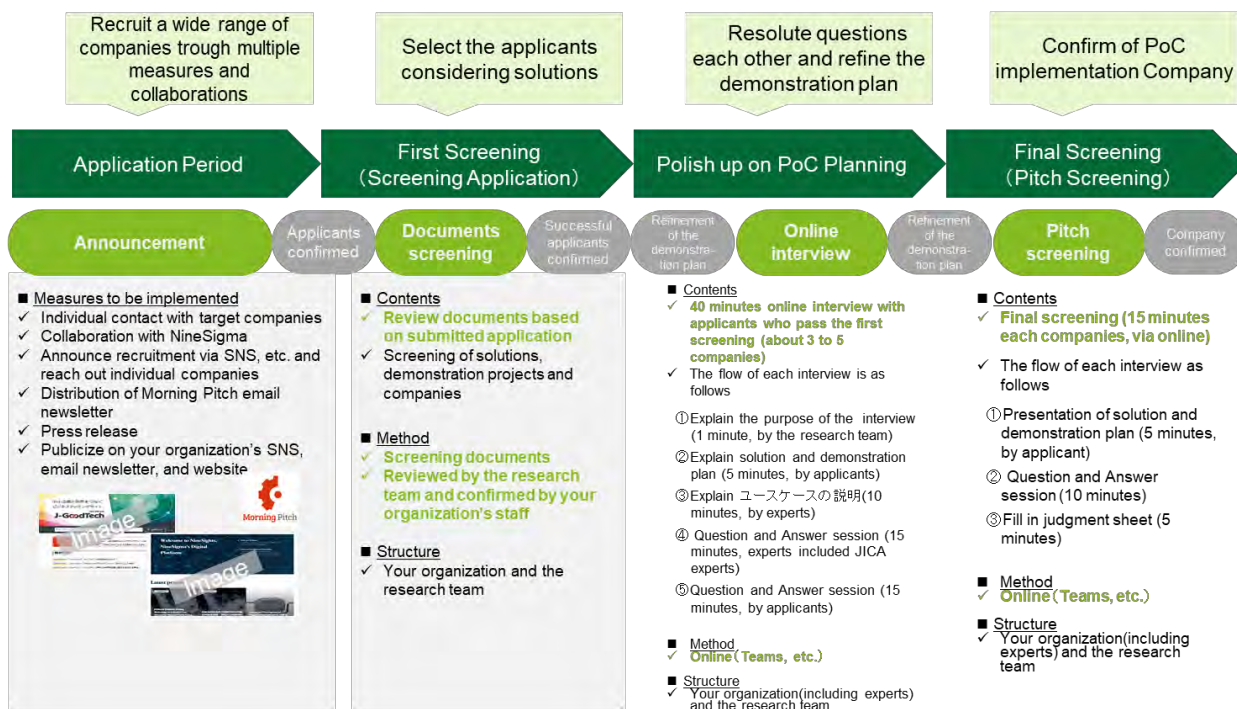 Recruit a wide range of
companies trough multiple
measures and
collaborations
Select the applicants
considering solutions
Resolute questions
each other and refine the
demonstration plan
Confirm of PoC
implementation Company
Application Period
First Screening
（Screening Application）
Polish up on PoC Planning
Final Screening
（Pitch Screening）
Announcement
Applicants
confirmed
Documents
screening
Successful
applicants
confirmed
Refinement
of the
demonstra-
tion plan
Online
interview
Refinement
of the
demonstra-
tion plan
Pitch
screening
Company
confirmed
■ Measures to be implemented
✓ Individual contact with target companies
✓ Collaboration with NineSigma
✓ Announce recruitment via SNS, etc. and
reach out individual companies
✓ Distribution of Morning Pitch email
newsletter
✓ Press release
✓ Publicize on your organization's SNS,
email newsletter, and website
J-GoodTech
Image
Morning Pitch
Welcome to NineSights,
NineSigma's Digital
Platform
Image
■ Contents
✓ Review documents based
on submitted application
✓ Screening of solutions,
demonstration projects and
companies
■ Method
✓ Screening documents
✓ Reviewed by the research
team and confirmed by your
organization's staff
■ Structure
✓ Your organization and the
research team
■ Contents
✓ 40 minutes online interview with
applicants who pass the first
screening (about 3 to 5
companies)
✓ The flow of each interview is as
follows
①Explain the purpose of the interview
(1 minute, by the research team)
②Explain solution and demonstration
plan (5 minutes, by applicants)
③Explain ユースケースの説明(10
minutes, by experts)
④ Question and Answer session (15
minutes, experts included JICA
experts)
⑤Question and Answer session (15
minutes, by applicants)
■ Method
✓ Online（Teams, etc.）
■ Structure
✓ Your organization(including experts)
and the research team
■ Contents
✓ Final screening (15 minutes
each companies, via online)
✓ The flow of each interview as
follows
①Presentation of solution and
demonstration plan (5 minutes,
by applicant)
② Question and Answer
session (10 minutes)
③Fill in judgment sheet (5
minutes)
■ Method
✓ Online（Teams, etc.）
■ Structure
✓ Your organization(including
experts) and the research
team